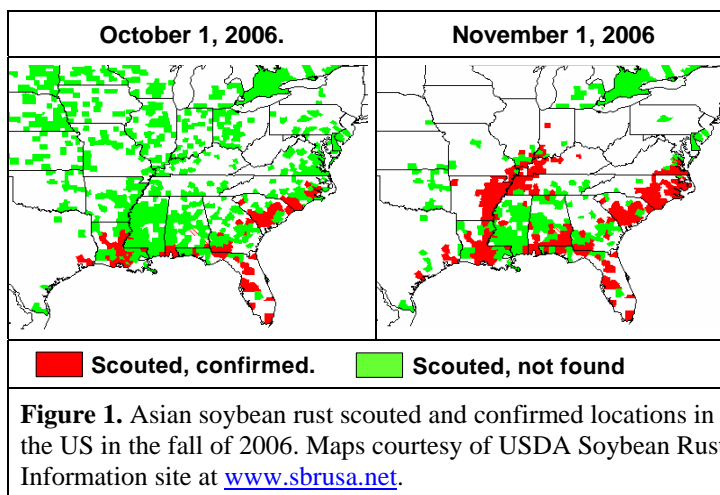 October 1, 2006.
November 1, 2006
Scouted, confirmed.
Scouted, not found
Figure 1. Asian soybean rust scouted and confirmed locations in
the US in the fall of 2006. Maps courtesy of USDA Soybean Rust
Information site at www.sbrusa.net.